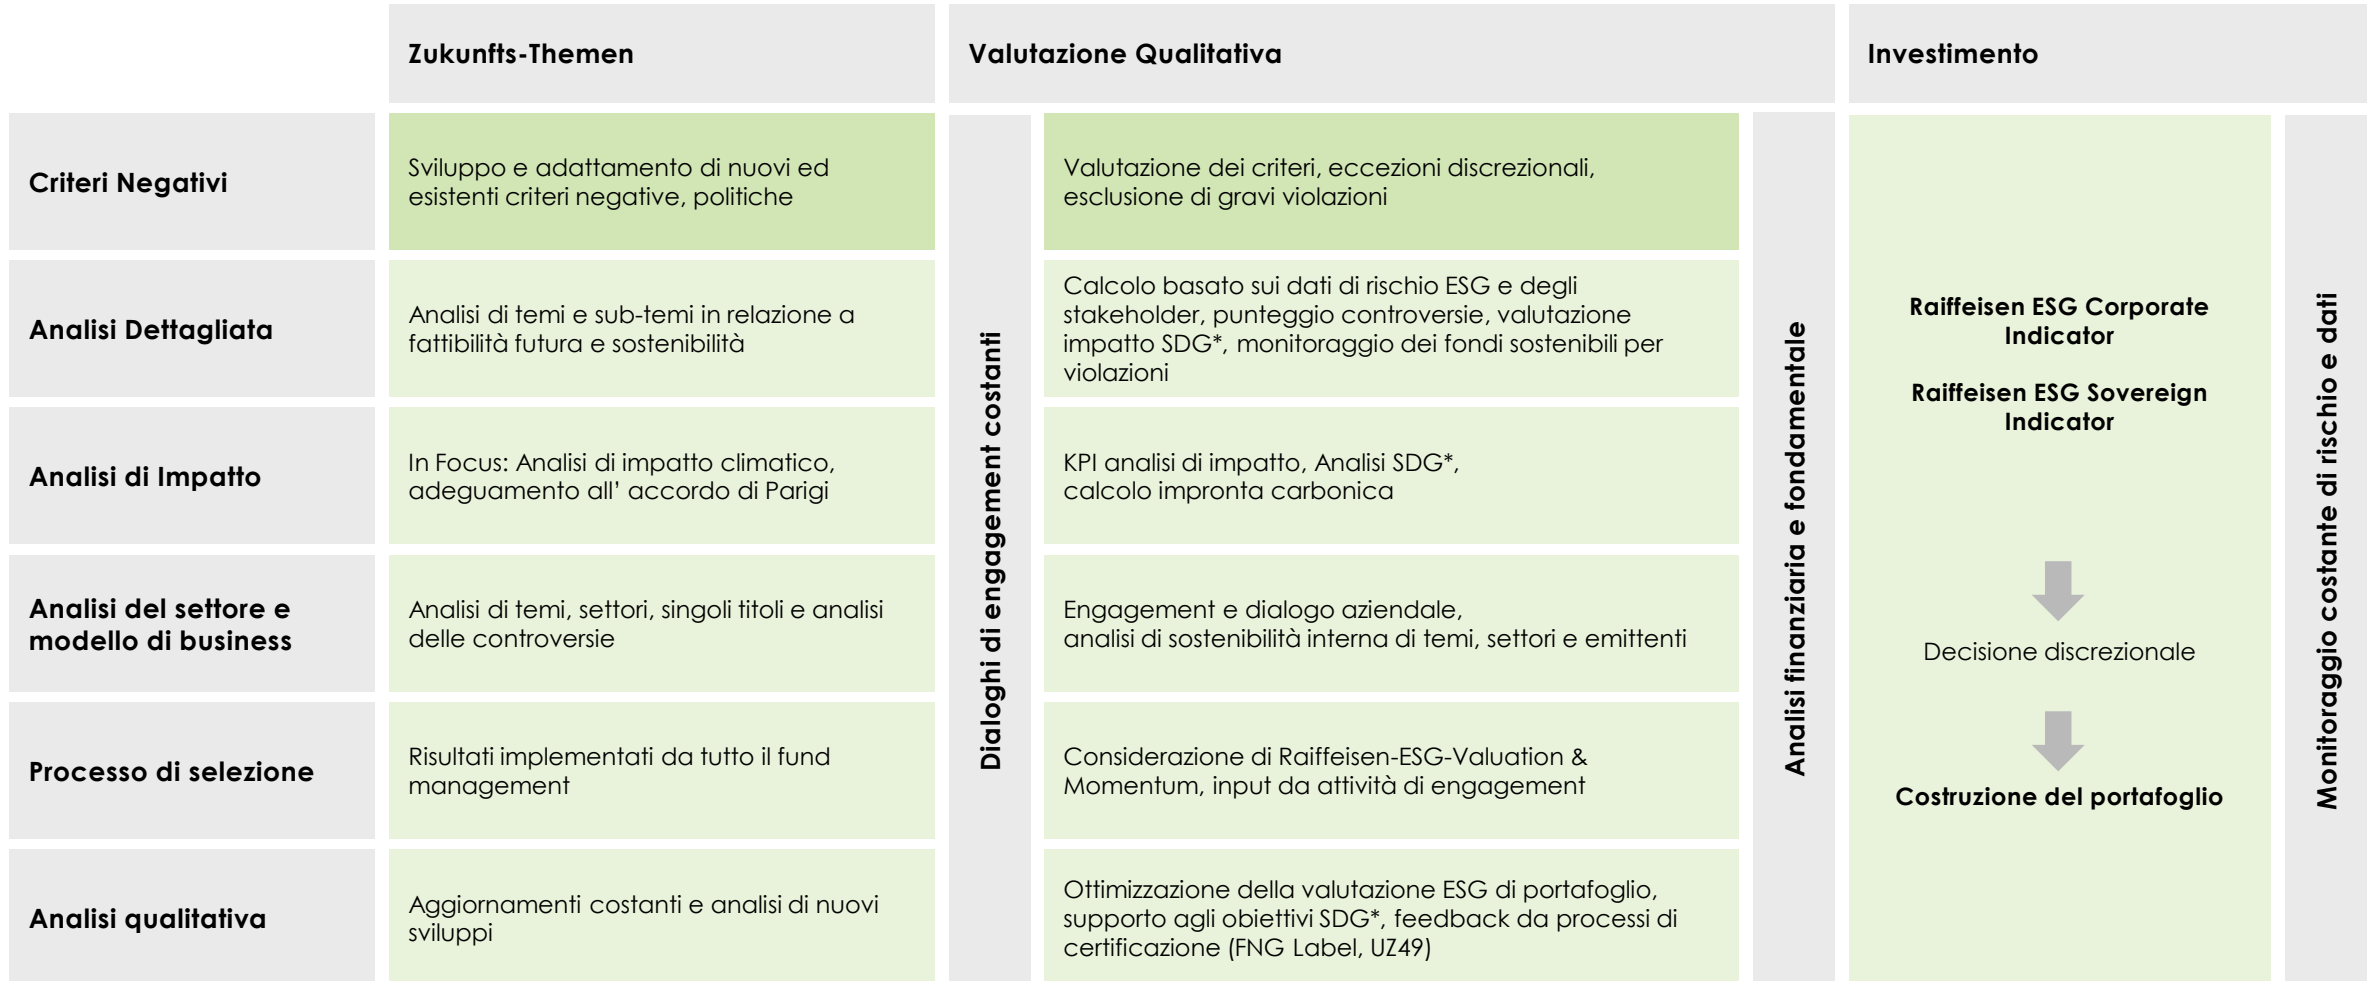 Zukunfts-Themen
Valutazione Qualitativa
Investimento
Criteri Negativi
Sviluppo e adattamento di nuovi ed
esistenti criteri negative, politiche
Valutazione dei criteri, eccezioni discrezionali,
esclusione di gravi violazioni
Analisi Dettagliata
Analisi di temi e sub-temi in relazione a
fattibilità futura e sostenibilità
Calcolo basato sui dati di rischio ESG e degli
stakeholder, punteggio controversie, valutazione
impatto SDG*, monitoraggio dei fondi sostenibili per
violazioni
Analisi di Impatto
In Focus: Analisi di impatto climatico,
adeguamento all' accordo di Parigi
KPI analisi di impatto, Analisi SDG*,
calcolo impronta carbonica
Analisi del settore e
modello di business
Analisi di temi, settori, singoli titoli e analisi
delle controversie
Engagement e dialogo aziendale,
analisi di sostenibilità interna di temi, settori e emittenti
Processo di selezione
Risultati implementati da tutto il fund
management
Considerazione di Raiffeisen-ESG-Valuation &
Momentum, input da attività di engagement
Analisi qualitativa
Aggiornamenti costanti e analisi di nuovi
sviluppi
Ottimizzazione della valutazione ESG di portafoglio,
supporto agli obiettivi SDG*, feedback da processi di
certificazione (FNG Label, UZ49)
Dialoghi di engagement costanti
Analisi finanziaria e fondamentale
Raiffeisen ESG Corporate
Indicator
Raiffeisen ESG Sovereign
Indicator
Decisione discrezionale
Costruzione del portafoglio
Monitoraggio costante di rischio e dati